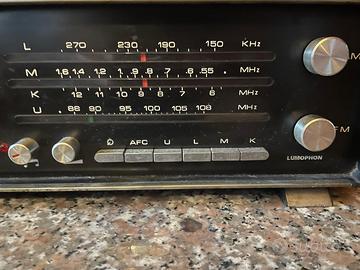 L 270 230 190 150 KHz
M 1,6 1,4 1,2 1 .9 .8 .7 .6 .55 . MHz
K 12 11 10 9 8 7 6 MHz
U 88 90 95 100 105 108 MHz
AFC U L M K
M
FM
LUMOPHON